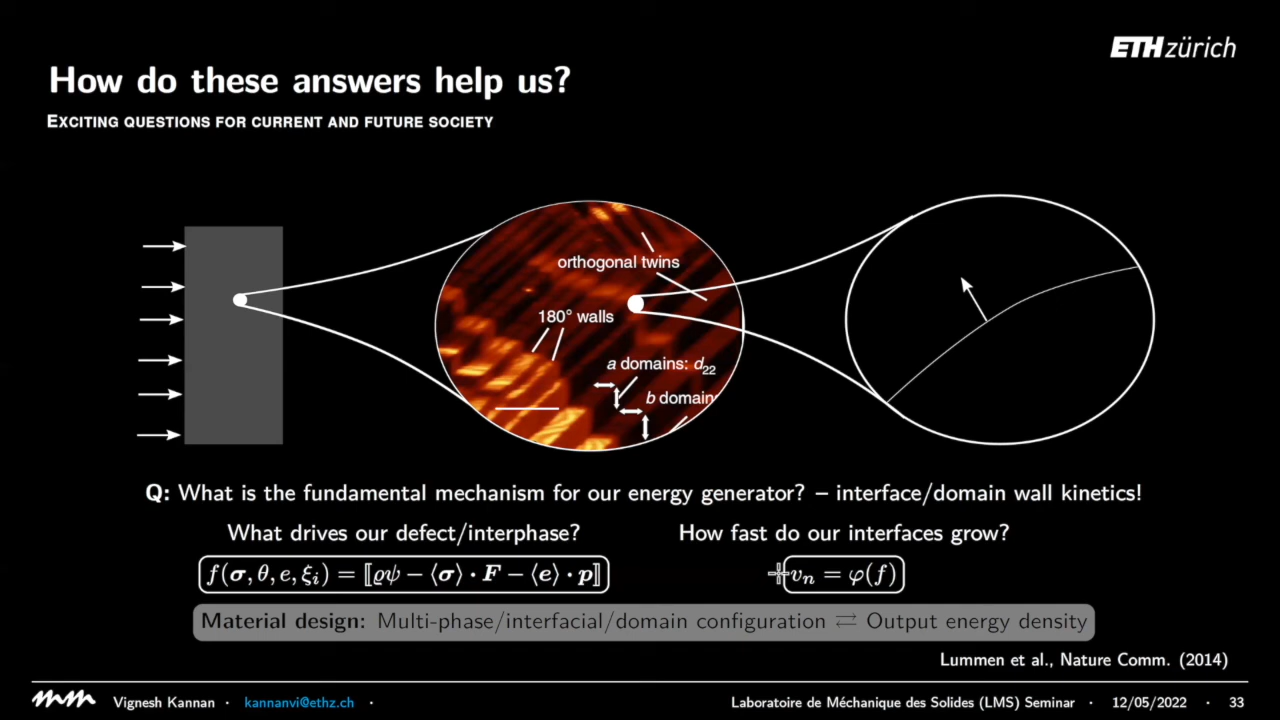 ETH zürich
How do these answers help us?
EXCITING QUESTIONS FOR CURRENT AND FUTURE SOCIETY
orthogonal twins
180° walls
a domains: d22
b domain
Q: What is the fundamental mechanism for our energy generator? – interface/domain wall kinetics!
What drives our defect/interphase?
How fast do our interfaces grow?
f(σ, θ, e, ξᵢ) = ⟦ϱψ − ⟨σ⟩ · F − ⟨e⟩ · p⟧
vₙ = φ(f)
Material design: Multi-phase/interfacial/domain configuration ⇄ Output energy density
Lummen et al., Nature Comm. (2014)
mm Vignesh Kannan · kannanvi@ethz.ch ·
Laboratoire de Méchanique des Solides (LMS) Seminar · 12/05/2022 · 33